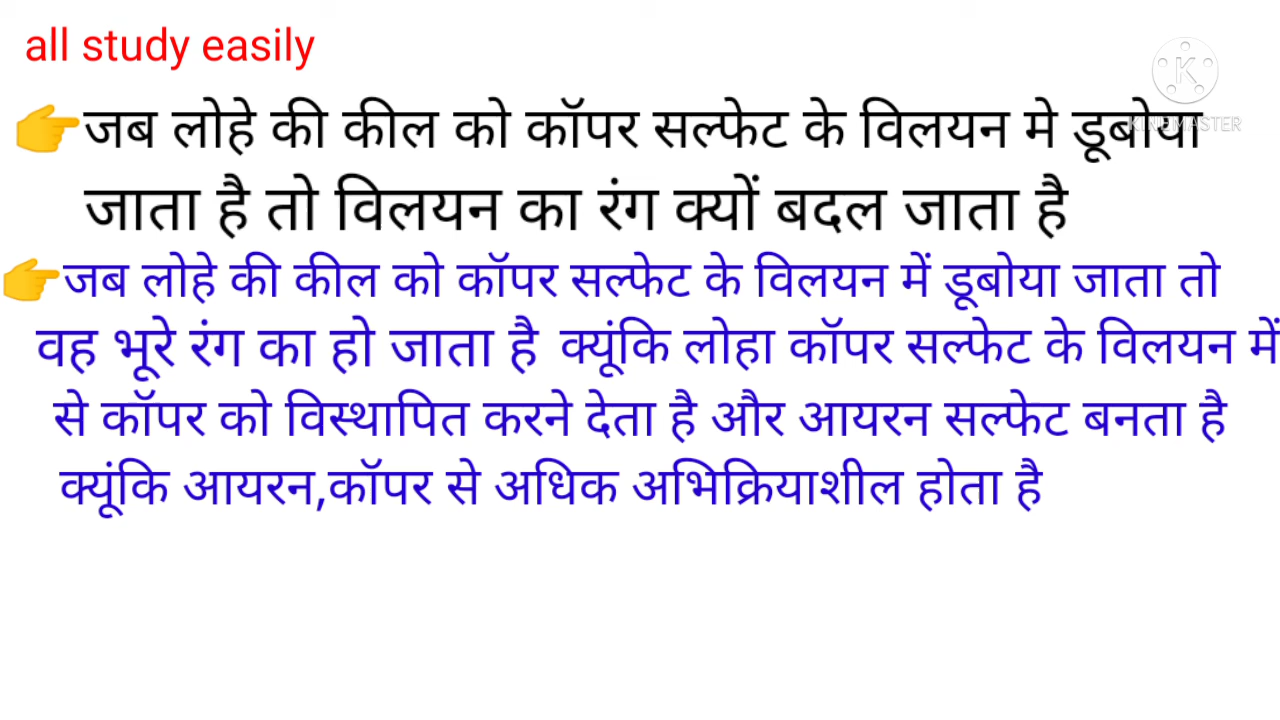 all study easily
KINEMASTER
👉जब लोहे की कील को कॉपर सल्फेट के विलयन मे डूबोया
जाता है तो विलयन का रंग क्यों बदल जाता है
👉जब लोहे की कील को कॉपर सल्फेट के विलयन में डूबोया जाता तो
वह भूरे रंग का हो जाता है क्यूंकि लोहा कॉपर सल्फेट के विलयन में
से कॉपर को विस्थापित करने देता है और आयरन सल्फेट बनता है
क्यूंकि आयरन,कॉपर से अधिक अभिक्रियाशील होता है